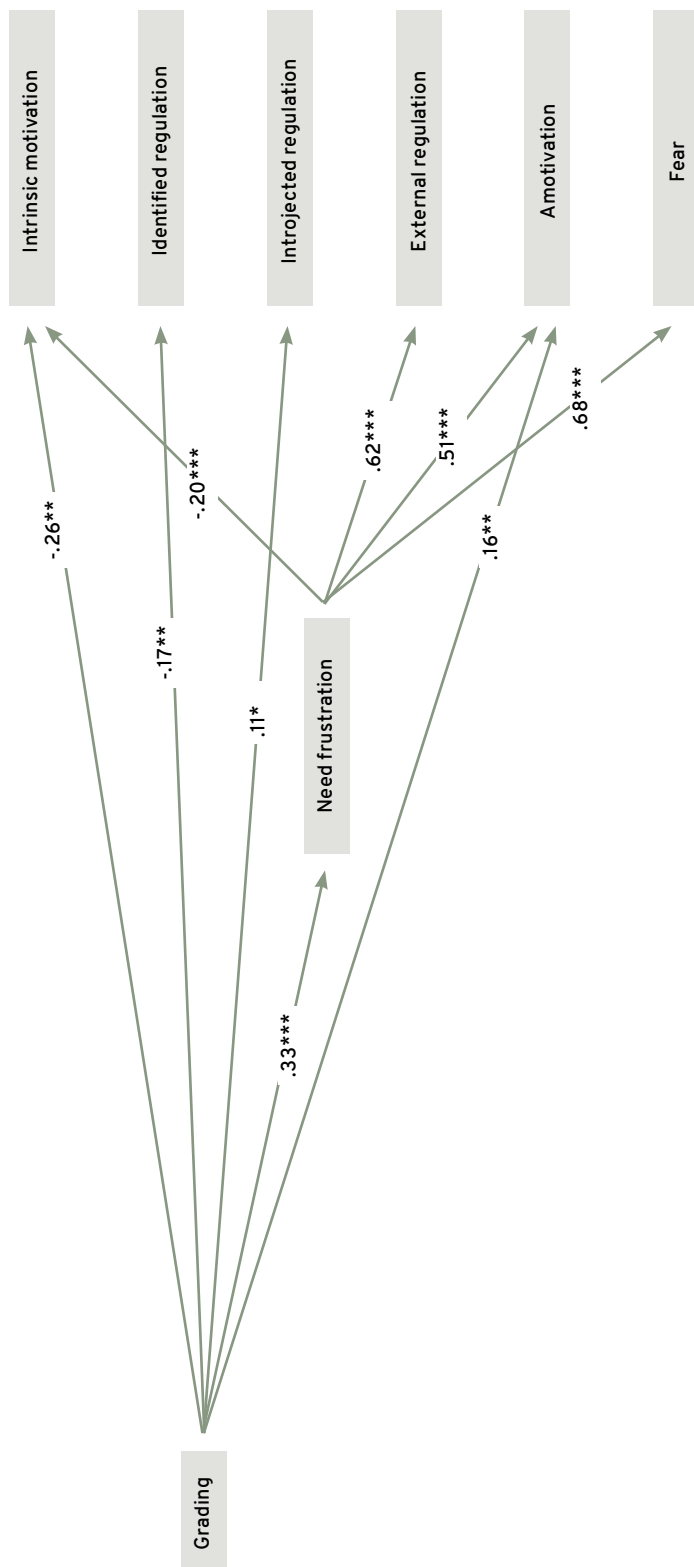 Grading
Need frustration
Intrinsic motivation
Identified regulation
Introjected regulation
External regulation
Amotivation
Fear
-.26**
-.17**
.11*
.33***
.16**
-.20***
.62***
.51***
.68***